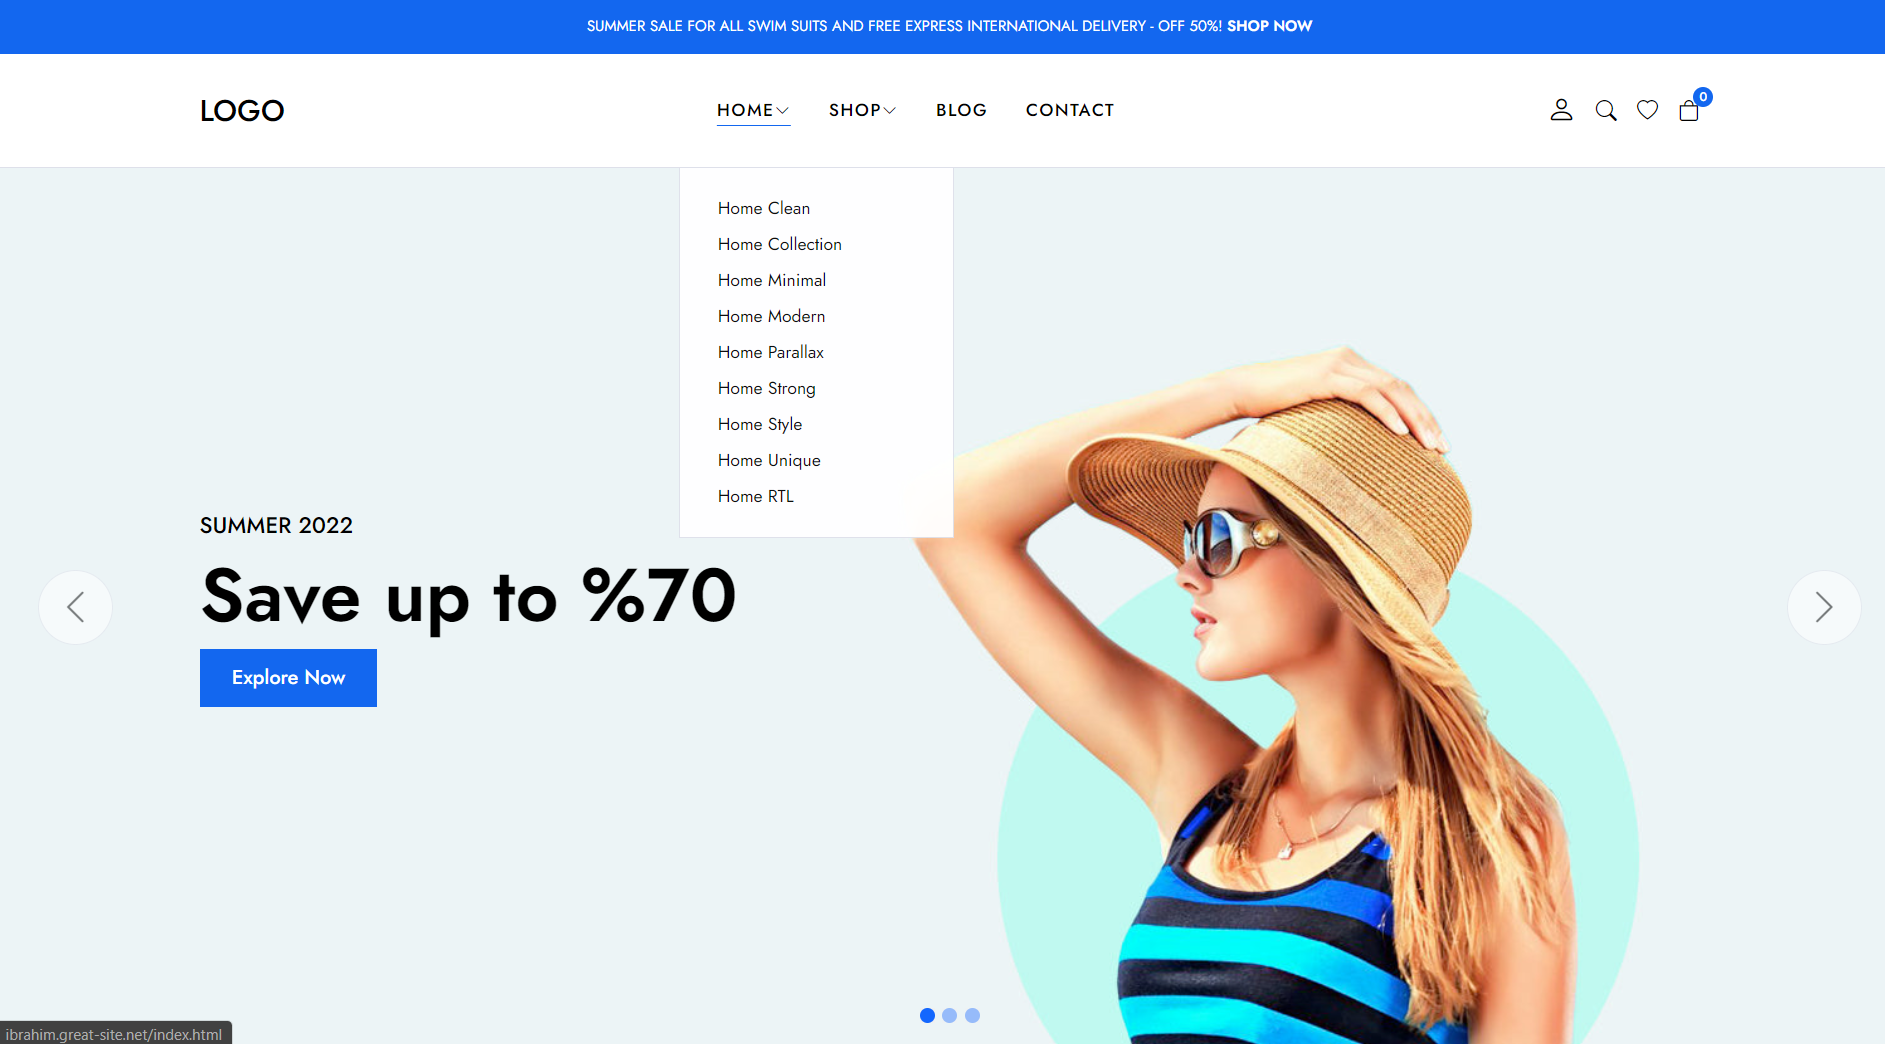 SUMMER SALE FOR ALL SWIM SUITS AND FREE EXPRESS INTERNATIONAL DELIVERY - OFF 50%! SHOP NOW
LOGO
HOME SHOP BLOG CONTACT
0
Home Clean
Home Collection
Home Minimal
Home Modern
Home Parallax
Home Strong
Home Style
Home Unique
Home RTL
SUMMER 2022
Save up to %70
Explore Now
ibrahim.great-site.net/index.html